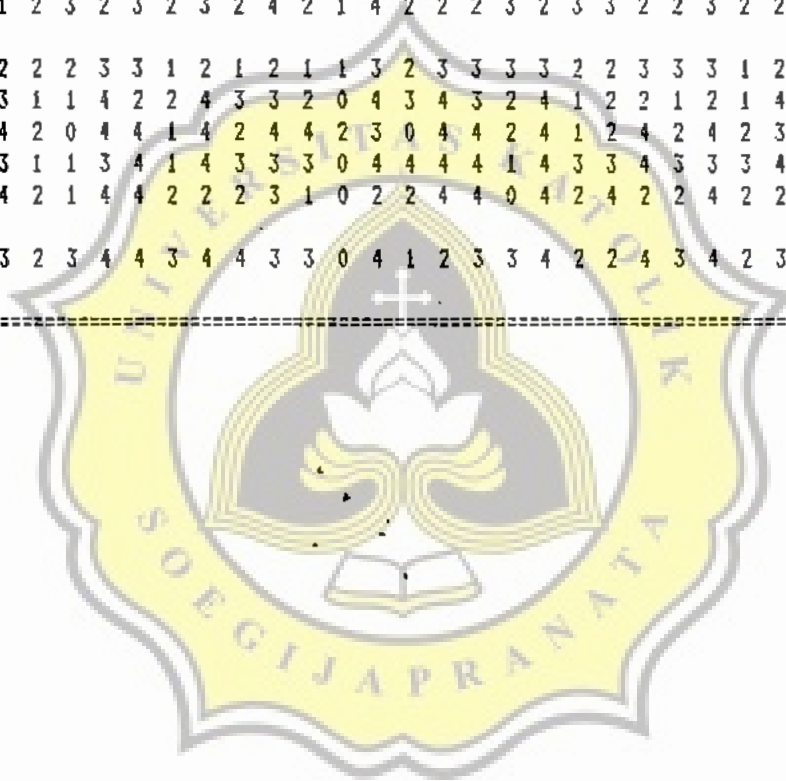 1 2 3 2 3 2 3 2 4 2 1 4 2 2 2 3 2 3 3 2 2 3 2 2
2 2 2 3 3 1 2 1 2 1 1 3 2 3 3 3 3 2 2 3 3 3 1 2
3 1 1 4 2 2 4 3 3 2 0 4 3 4 3 2 4 1 2 2 1 2 1 4
4 2 0 4 4 1 4 2 4 4 2 3 0 4 4 2 4 1 2 4 2 4 2 3
3 1 1 3 4 1 4 3 3 3 0 4 4 4 4 1 4 3 3 4 3 3 3 4
4 2 1 4 4 2 2 2 3 1 0 2 2 4 4 0 4 2 4 2 2 4 2 2
3 2 3 4 4 3 4 4 3 3 0 4 1 2 3 3 4 2 2 4 3 4 2 3
UNIVERSITAS KATOLIK
SOEGIJAPRANATA